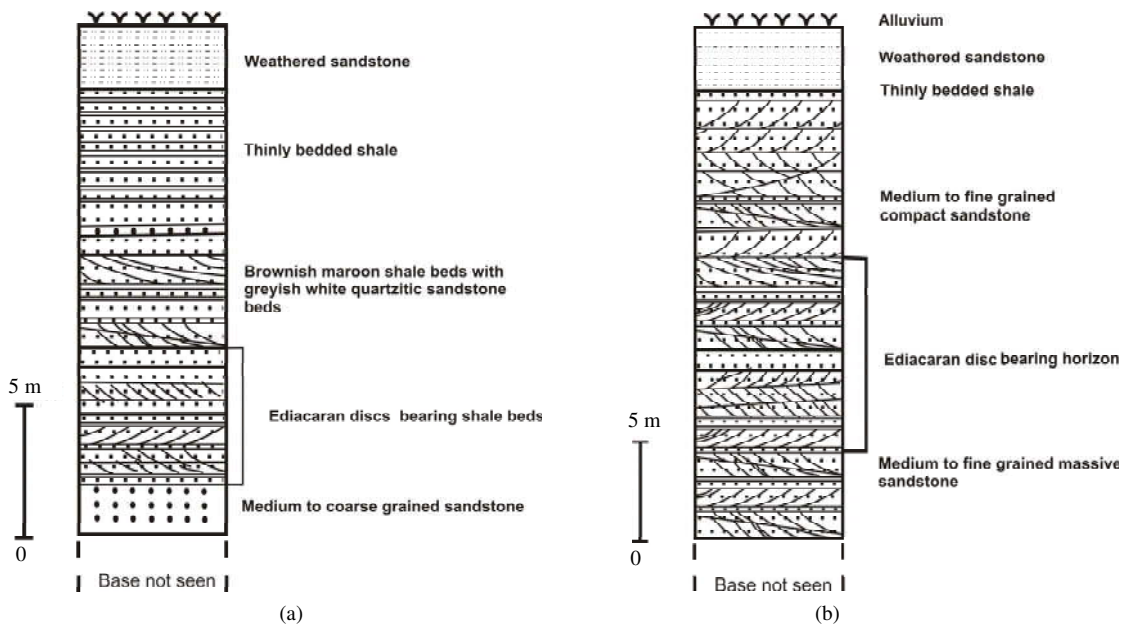 Weathered sandstone
Thinly bedded shale
Brownish maroon shale beds with
greyish white quartzitic sandstone
beds
5 m
Ediacaran discs bearing shale beds
Medium to coarse grained sandstone
0
Base not seen
(a)
Alluvium
Weathered sandstone
Thinly bedded shale
Medium to fine grained
compact sandstone
Ediacaran disc bearing horizon
5 m
Medium to fine grained massive
sandstone
0
Base not seen
(b)